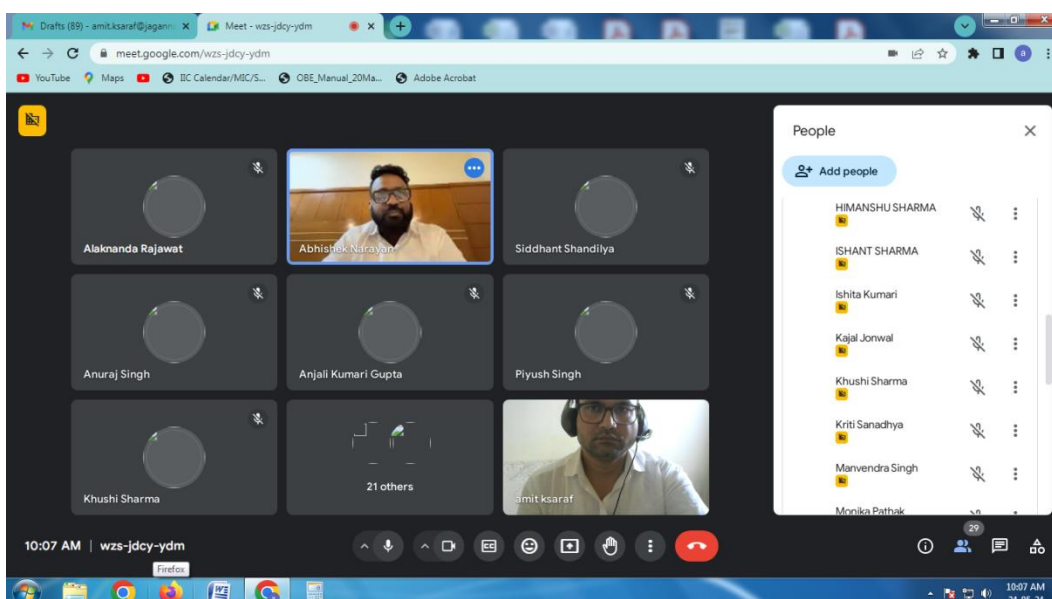 Drafts (89) - amit.ksaraf@jagann
Meet - wzs-jdcy-ydm
meet.google.com/wzs-jdcy-ydm
YouTube Maps IIC Calendar/MIC/S... OBE_Manual_20Ma... Adobe Acrobat
People
Add people
Alaknanda Rajawat
Abhishek Narayan
Siddhant Shandilya
Anuraj Singh
Anjali Kumari Gupta
Piyush Singh
Khushi Sharma
21 others
amit ksaraf
HIMANSHU SHARMA
ISHANT SHARMA
Ishita Kumari
Kajal Jonwal
Khushi Sharma
Kriti Sanadhya
Manvendra Singh
Monika Pathak
10:07 AM | wzs-jdcy-ydm
CC
29
Firefox
10:07 AM